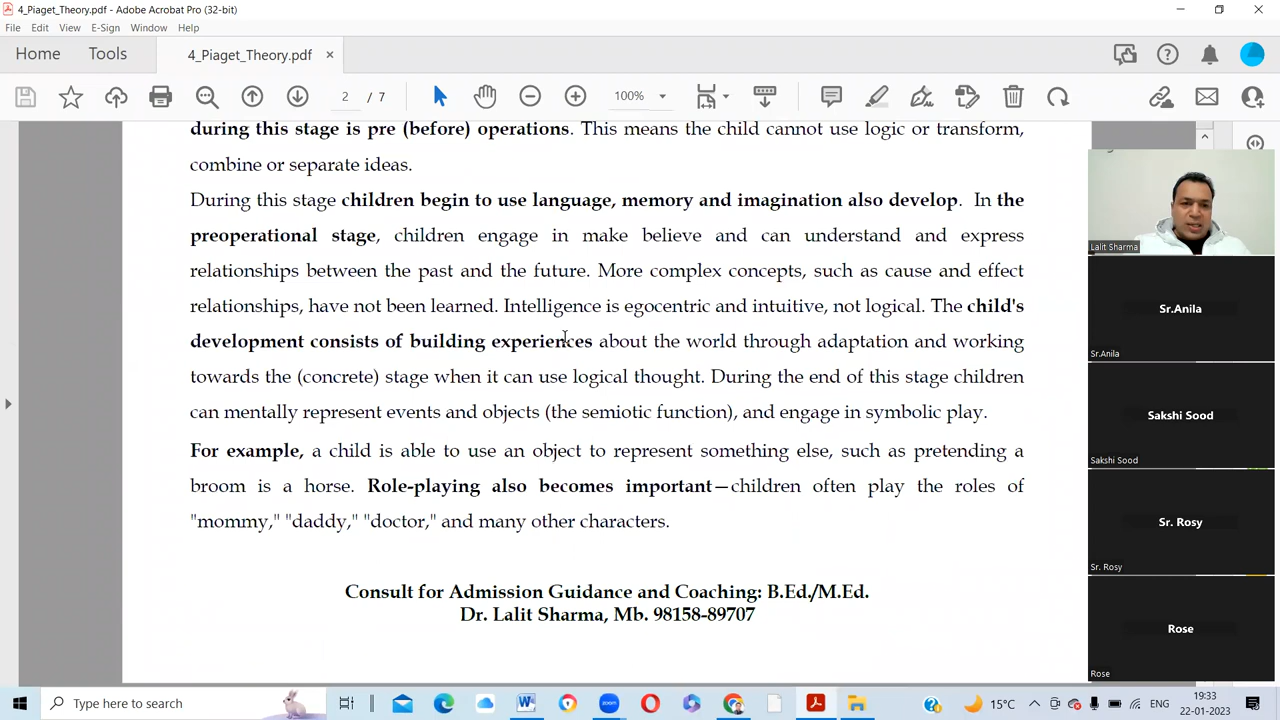 4_Piaget_Theory.pdf - Adobe Acrobat Pro (32-bit)
File Edit View E-Sign Window Help
Home Tools 4_Piaget_Theory.pdf ×
2 / 7 100%
during this stage is pre (before) operations. This means the child cannot use logic or transform,
combine or separate ideas.
During this stage children begin to use language, memory and imagination also develop. In the
preoperational stage, children engage in make believe and can understand and express
relationships between the past and the future. More complex concepts, such as cause and effect
relationships, have not been learned. Intelligence is egocentric and intuitive, not logical. The child's
development consists of building experiences about the world through adaptation and working
towards the (concrete) stage when it can use logical thought. During the end of this stage children
can mentally represent events and objects (the semiotic function), and engage in symbolic play.
For example, a child is able to use an object to represent something else, such as pretending a
broom is a horse. Role-playing also becomes important—children often play the roles of
"mommy," "daddy," "doctor," and many other characters.
Consult for Admission Guidance and Coaching: B.Ed./M.Ed.
Dr. Lalit Sharma, Mb. 98158-89707
Lalit Sharma
Sr.Anila
Sr.Anila
Sakshi Sood
Sakshi Sood
Sr. Rosy
Sr. Rosy
Rose
Rose
Type here to search
15°C
ENG
19:33
22-01-2023